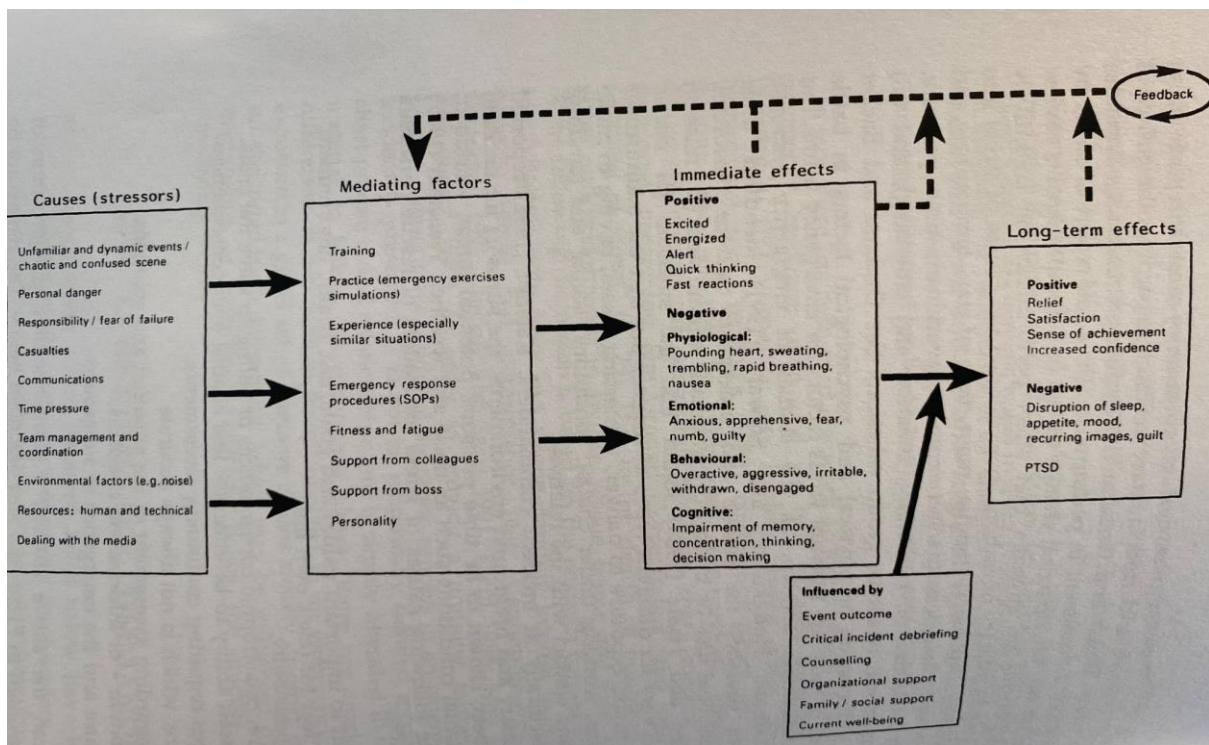 Feedback
Causes (stressors)
Unfamiliar and dynamic events /
chaotic and confused scene
Personal danger
Responsibility / fear of failure
Casualties
Communications
Time pressure
Team management and
coordination
Environmental factors (e.g. noise)
Resources: human and technical
Dealing with the media
Mediating factors
Training
Practice (emergency exercises
simulations)
Experience (especially
similar situations)
Emergency response
procedures (SOPs)
Fitness and fatigue
Support from colleagues
Support from boss
Personality
Immediate effects
Positive
Excited
Energized
Alert
Quick thinking
Fast reactions
Negative
Physiological:
Pounding heart, sweating,
trembling, rapid breathing,
nausea
Emotional:
Anxious, apprehensive, fear,
numb, guilty
Behavioural:
Overactive, aggressive, irritable,
withdrawn, disengaged
Cognitive:
Impairment of memory,
concentration, thinking,
decision making
Influenced by
Event outcome
Critical incident debriefing
Counselling
Organizational support
Family / social support
Current well-being
Long-term effects
Positive
Relief
Satisfaction
Sense of achievement
Increased confidence
Negative
Disruption of sleep,
appetite, mood,
recurring images, guilt
PTSD